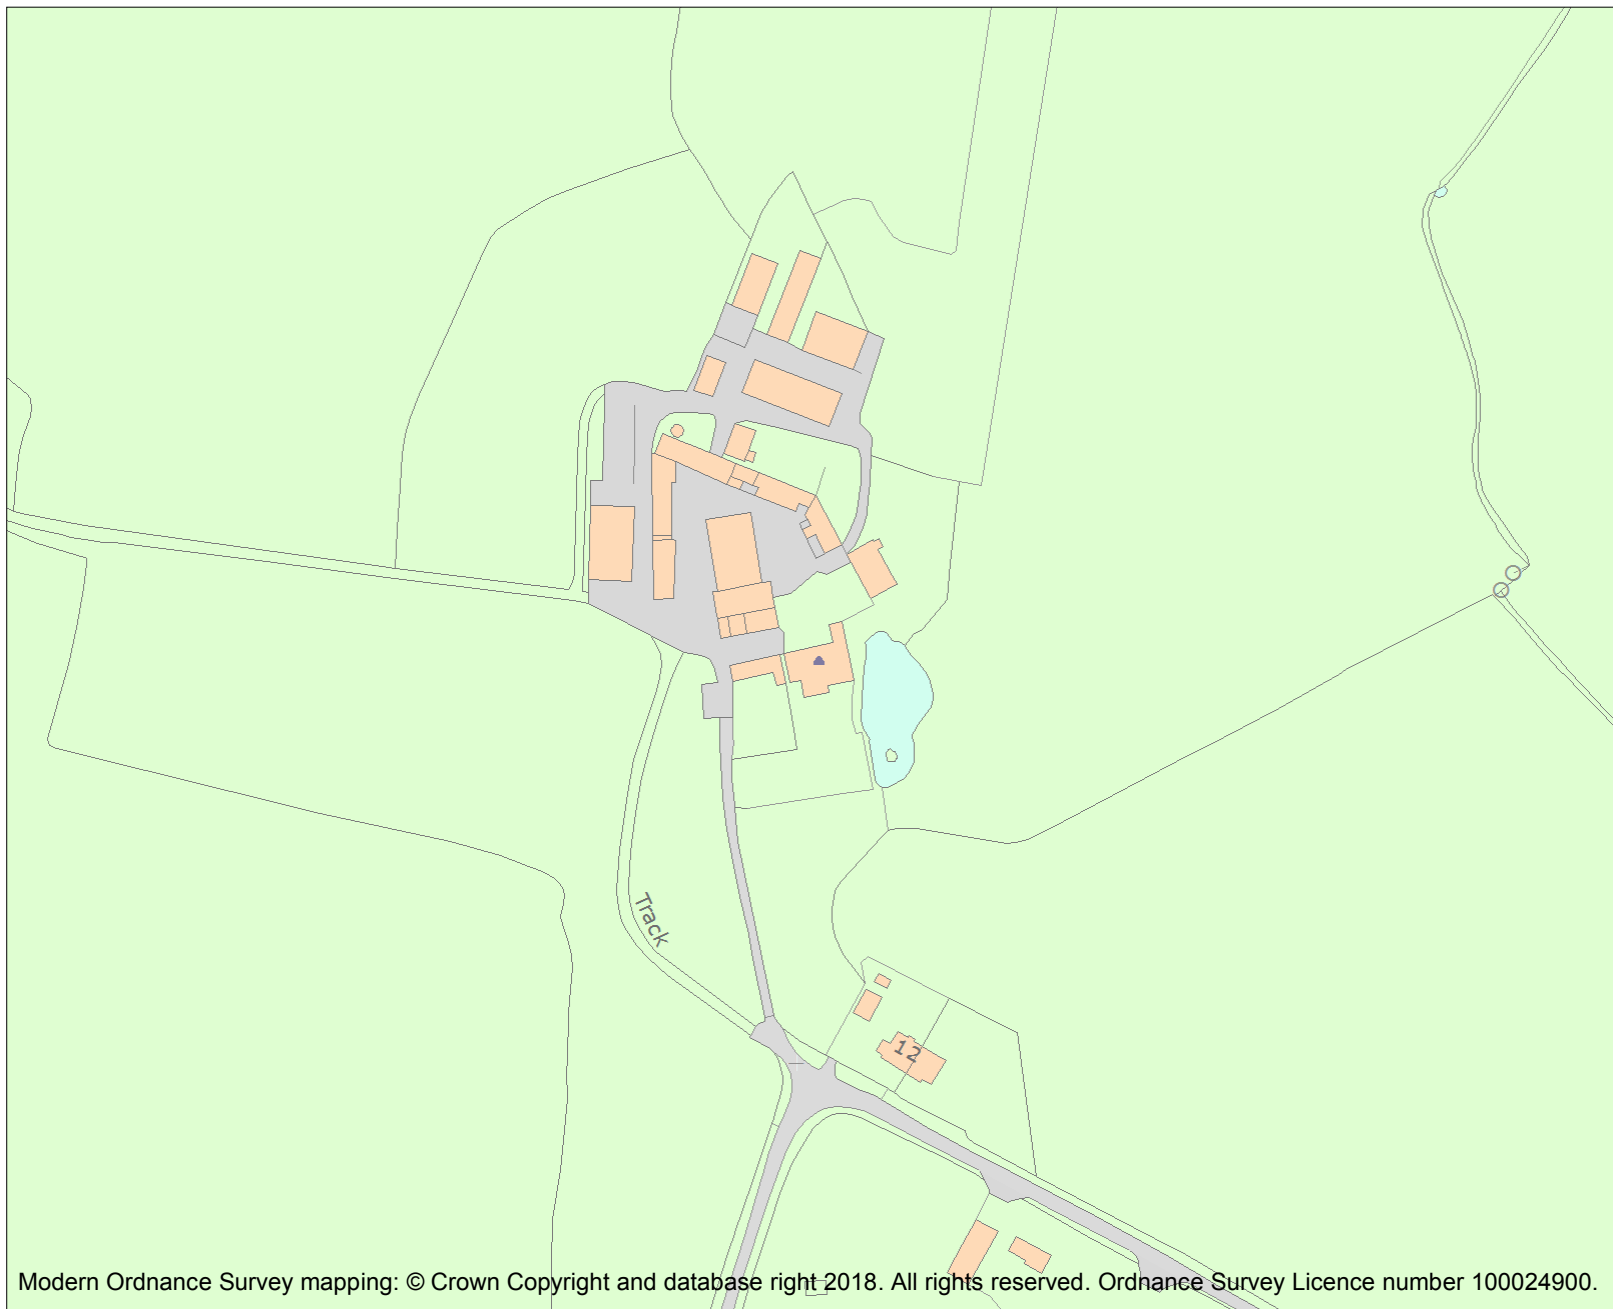 Track
12
Modern Ordnance Survey mapping: © Crown Copyright and database right 2018. All rights reserved. Ordnance Survey Licence number 100024900.